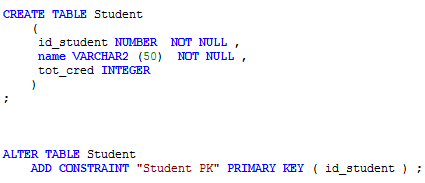 CREATE TABLE Student
(
id_student NUMBER NOT NULL ,
name VARCHAR2 (50) NOT NULL ,
tot_cred INTEGER
)
;
ALTER TABLE Student
ADD CONSTRAINT "Student PK" PRIMARY KEY ( id_student ) ;